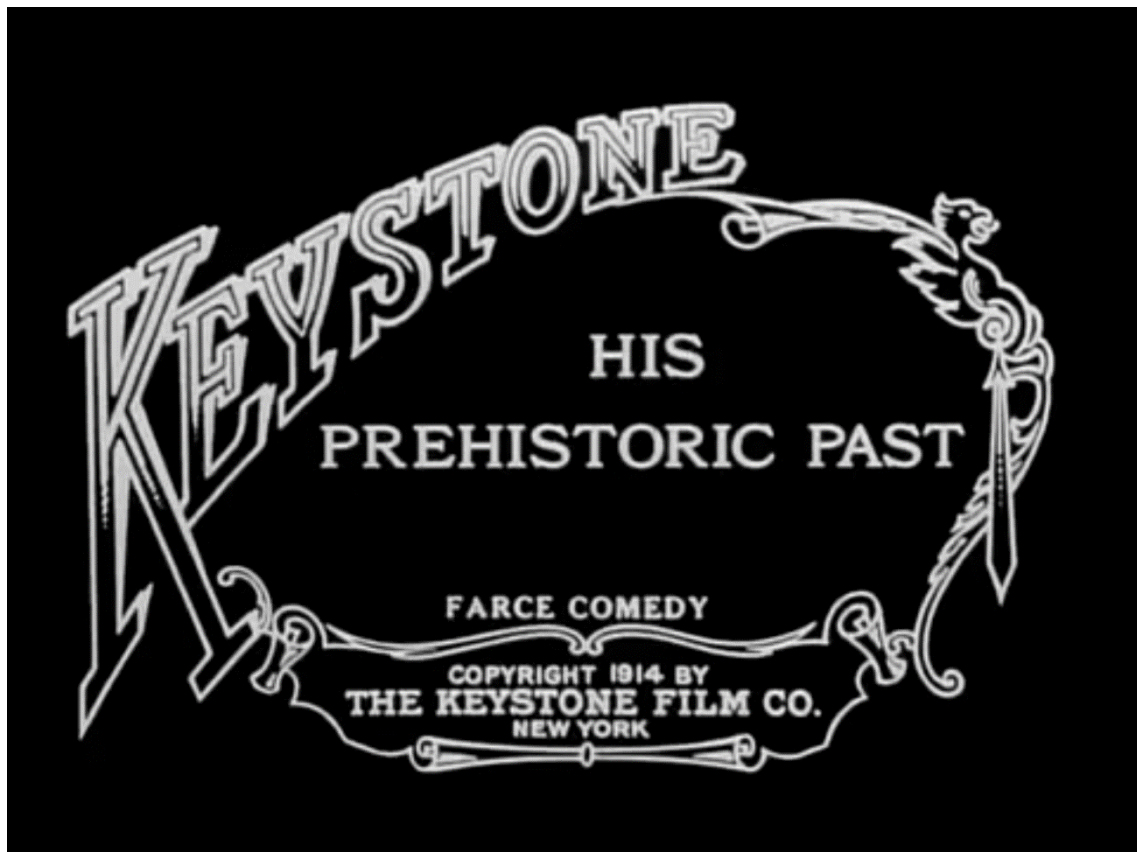 KEYSTONE
HIS
PREHISTORIC PAST
FARCE COMEDY
COPYRIGHT 1914 BY
THE KEYSTONE FILM CO.
NEW YORK